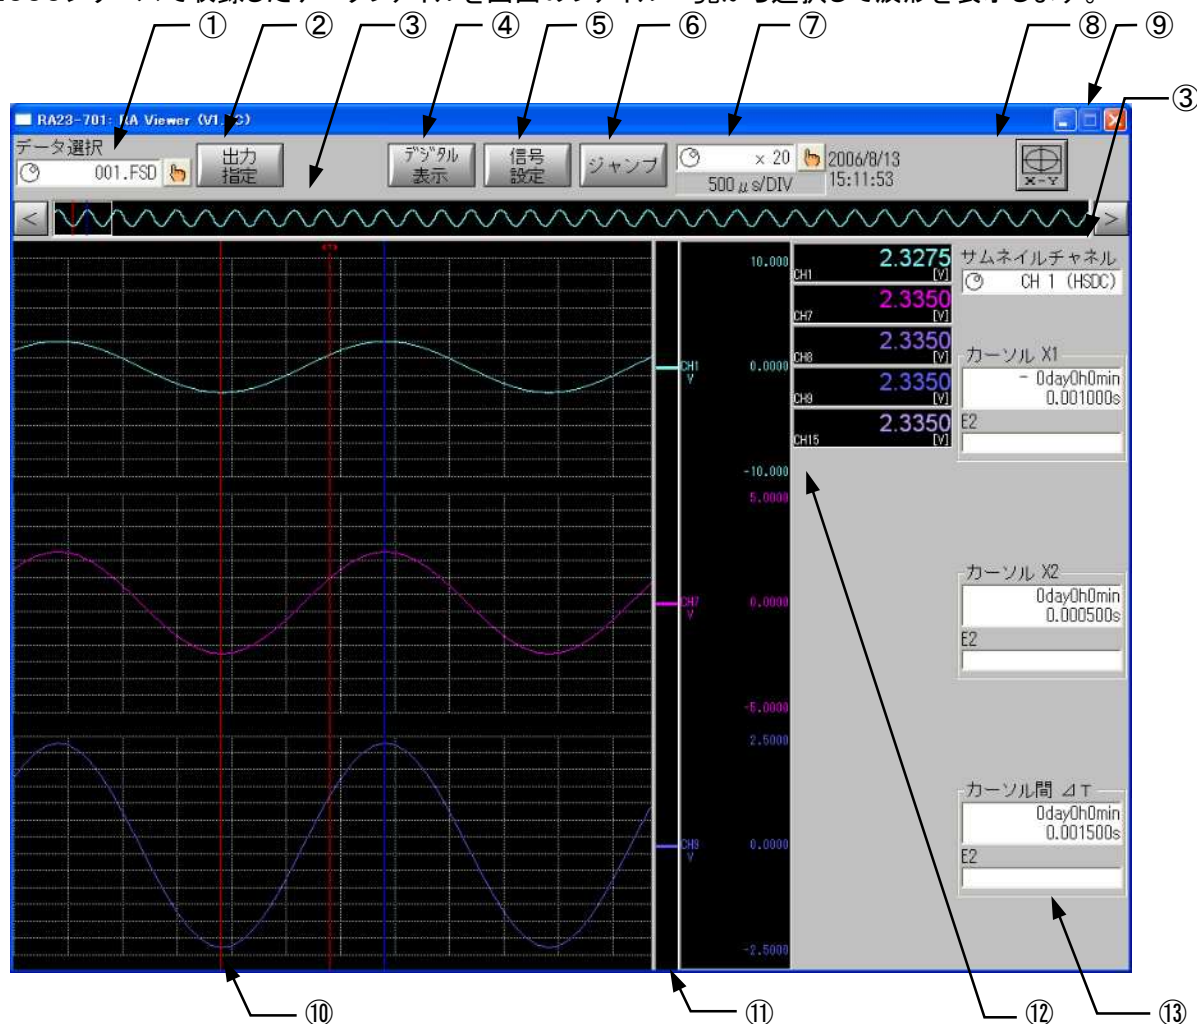 ① ② ③ ④ ⑤ ⑥ ⑦ ⑧ ⑨
③
RA23-701: RA Viewer (V1.
データ選択
001.FSD
出力
指定
デジタル
表示
信号
設定
ジャンプ
x 20
500μs/DIV
2006/8/13
15:11:53
X-Y
<
>
10.000
CH1
V
0.0000
-10.000
5.0000
CH7
V
0.0000
-5.0000
2.5000
V
0.0000
-2.5000
2.3275
CH1 [V]
2.3350
CH7 [V]
2.3350
CH8 [V]
2.3350
CH9 [V]
2.3350
CH15 [V]
サムネイルチャネル
CH 1 (HSDC)
カーソル X1
- 0day0h0min
0.001000s
E2
カーソル X2
0day0h0min
0.000500s
E2
カーソル間 ⊿T
0day0h0min
0.001500s
E2
⑩ ⑪ ⑫ ⑬